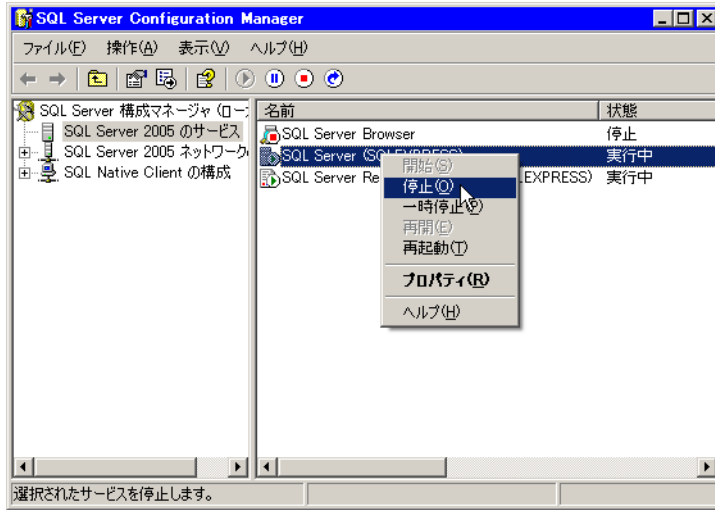 SQL Server Configuration Manager
ファイル(F) 操作(A) 表示(V) ヘルプ(H)
SQL Server 構成マネージャ (ロー
SQL Server 2005 のサービス
SQL Server 2005 ネットワーク
SQL Native Client の構成
名前 状態
SQL Server Browser 停止
SQL Server (SQLEXPRESS) 実行中
SQL Server Re EXPRESS) 実行中
開始(S)
停止(O)
一時停止(P)
再開(E)
再起動(T)
プロパティ(R)
ヘルプ(H)
選択されたサービスを停止します。